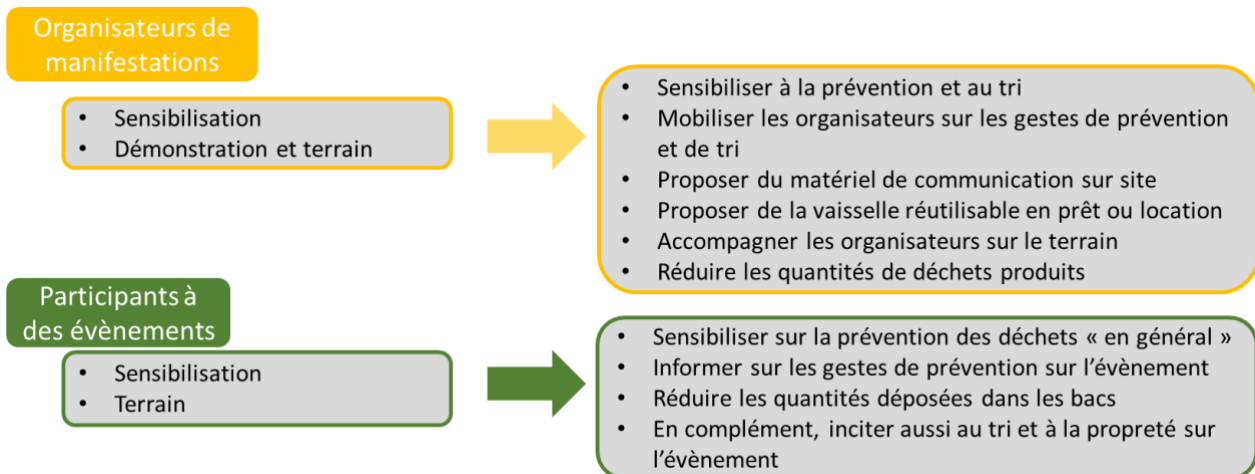 Organisateurs de
manifestations
• Sensibilisation
• Démonstration et terrain
• Sensibiliser à la prévention et au tri
• Mobiliser les organisateurs sur les gestes de prévention
et de tri
• Proposer du matériel de communication sur site
• Proposer de la vaisselle réutilisable en prêt ou location
• Accompagner les organisateurs sur le terrain
• Réduire les quantités de déchets produits
Participants à
des évènements
• Sensibilisation
• Terrain
• Sensibiliser sur la prévention des déchets « en général »
• Informer sur les gestes de prévention sur l’évènement
• Réduire les quantités déposées dans les bacs
• En complément, inciter aussi au tri et à la propreté sur
l’évènement